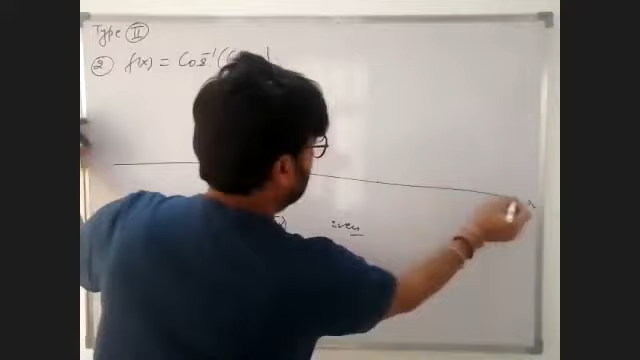 Type II
2 f(x) = Cos⁻¹(
even
x